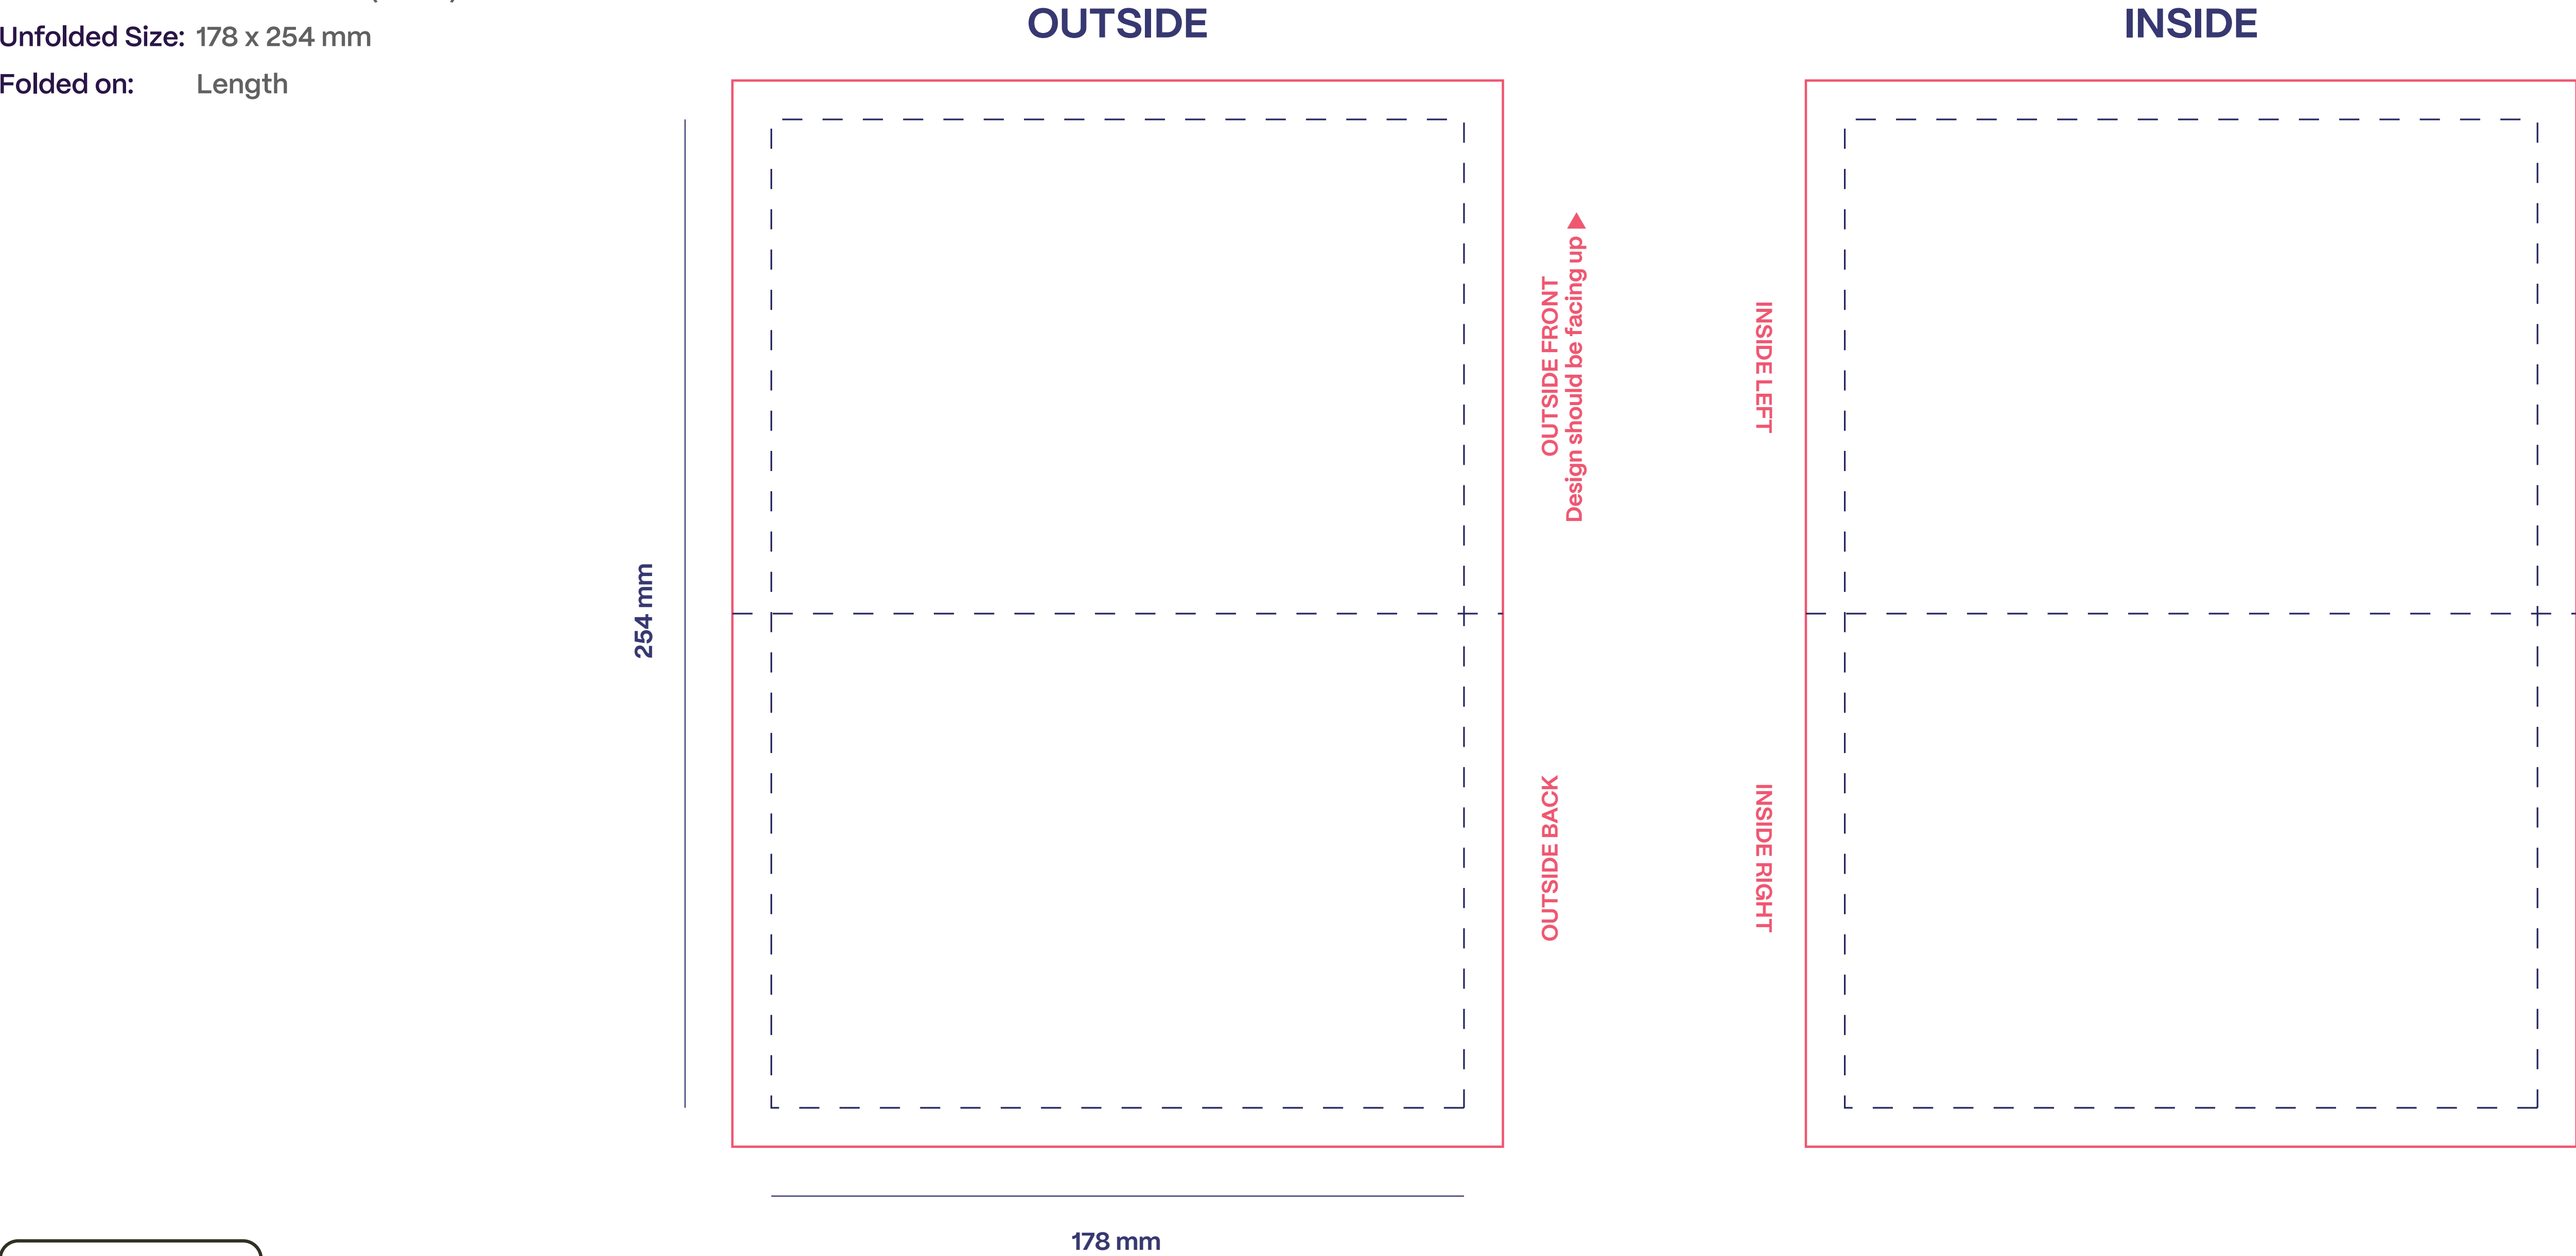 Unfolded Size: 178 x 254 mm
Folded on: Length
OUTSIDE
INSIDE
254 mm
OUTSIDE FRONT
Design should be facing up
OUTSIDE BACK
INSIDE LEFT
INSIDE RIGHT
178 mm